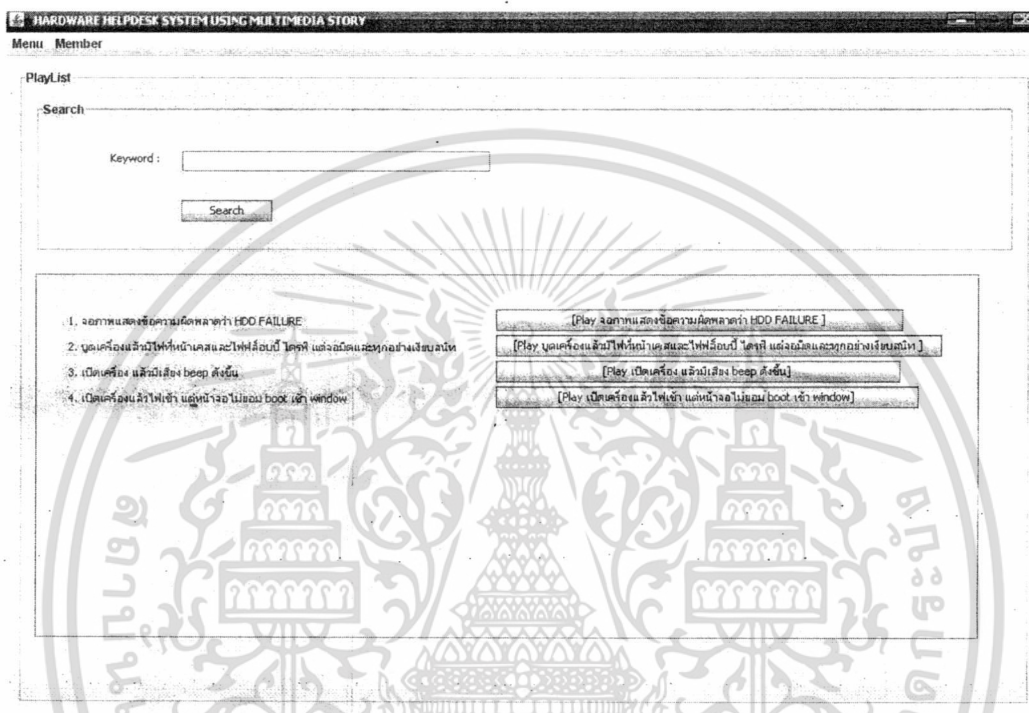 HARDWARE HELPDESK SYSTEM USING MULTIMEDIA STORY
Menu Member
PlayList
Search
Keyword :
Search
1. จอภาพแสดงข้อความผิดพลาดว่า HDD FAILURE [Play จอภาพแสดงข้อความผิดพลาดว่า HDD FAILURE ]
2. บูตเครื่องแล้วมีไฟที่หน้าเคสและไฟฟล็อบปี้ ไดรฟ์ แต่จอมืดและทุกอย่างเงียบสนิท [Play บูตเครื่องแล้วมีไฟที่หน้าเคสและไฟฟล็อบปี้ ไดรฟ์ แต่จอมืดและทุกอย่างเงียบสนิท ]
3. เปิดเครื่อง แล้วมีเสียง beep ดังขึ้น [Play เปิดเครื่อง แล้วมีเสียง beep ดังขึ้น]
4. เปิดเครื่องแล้วไฟเข้า แต่หน้าจอไม่ยอม boot เข้า window [Play เปิดเครื่องแล้วไฟเข้า แต่หน้าจอไม่ยอม boot เข้า window]